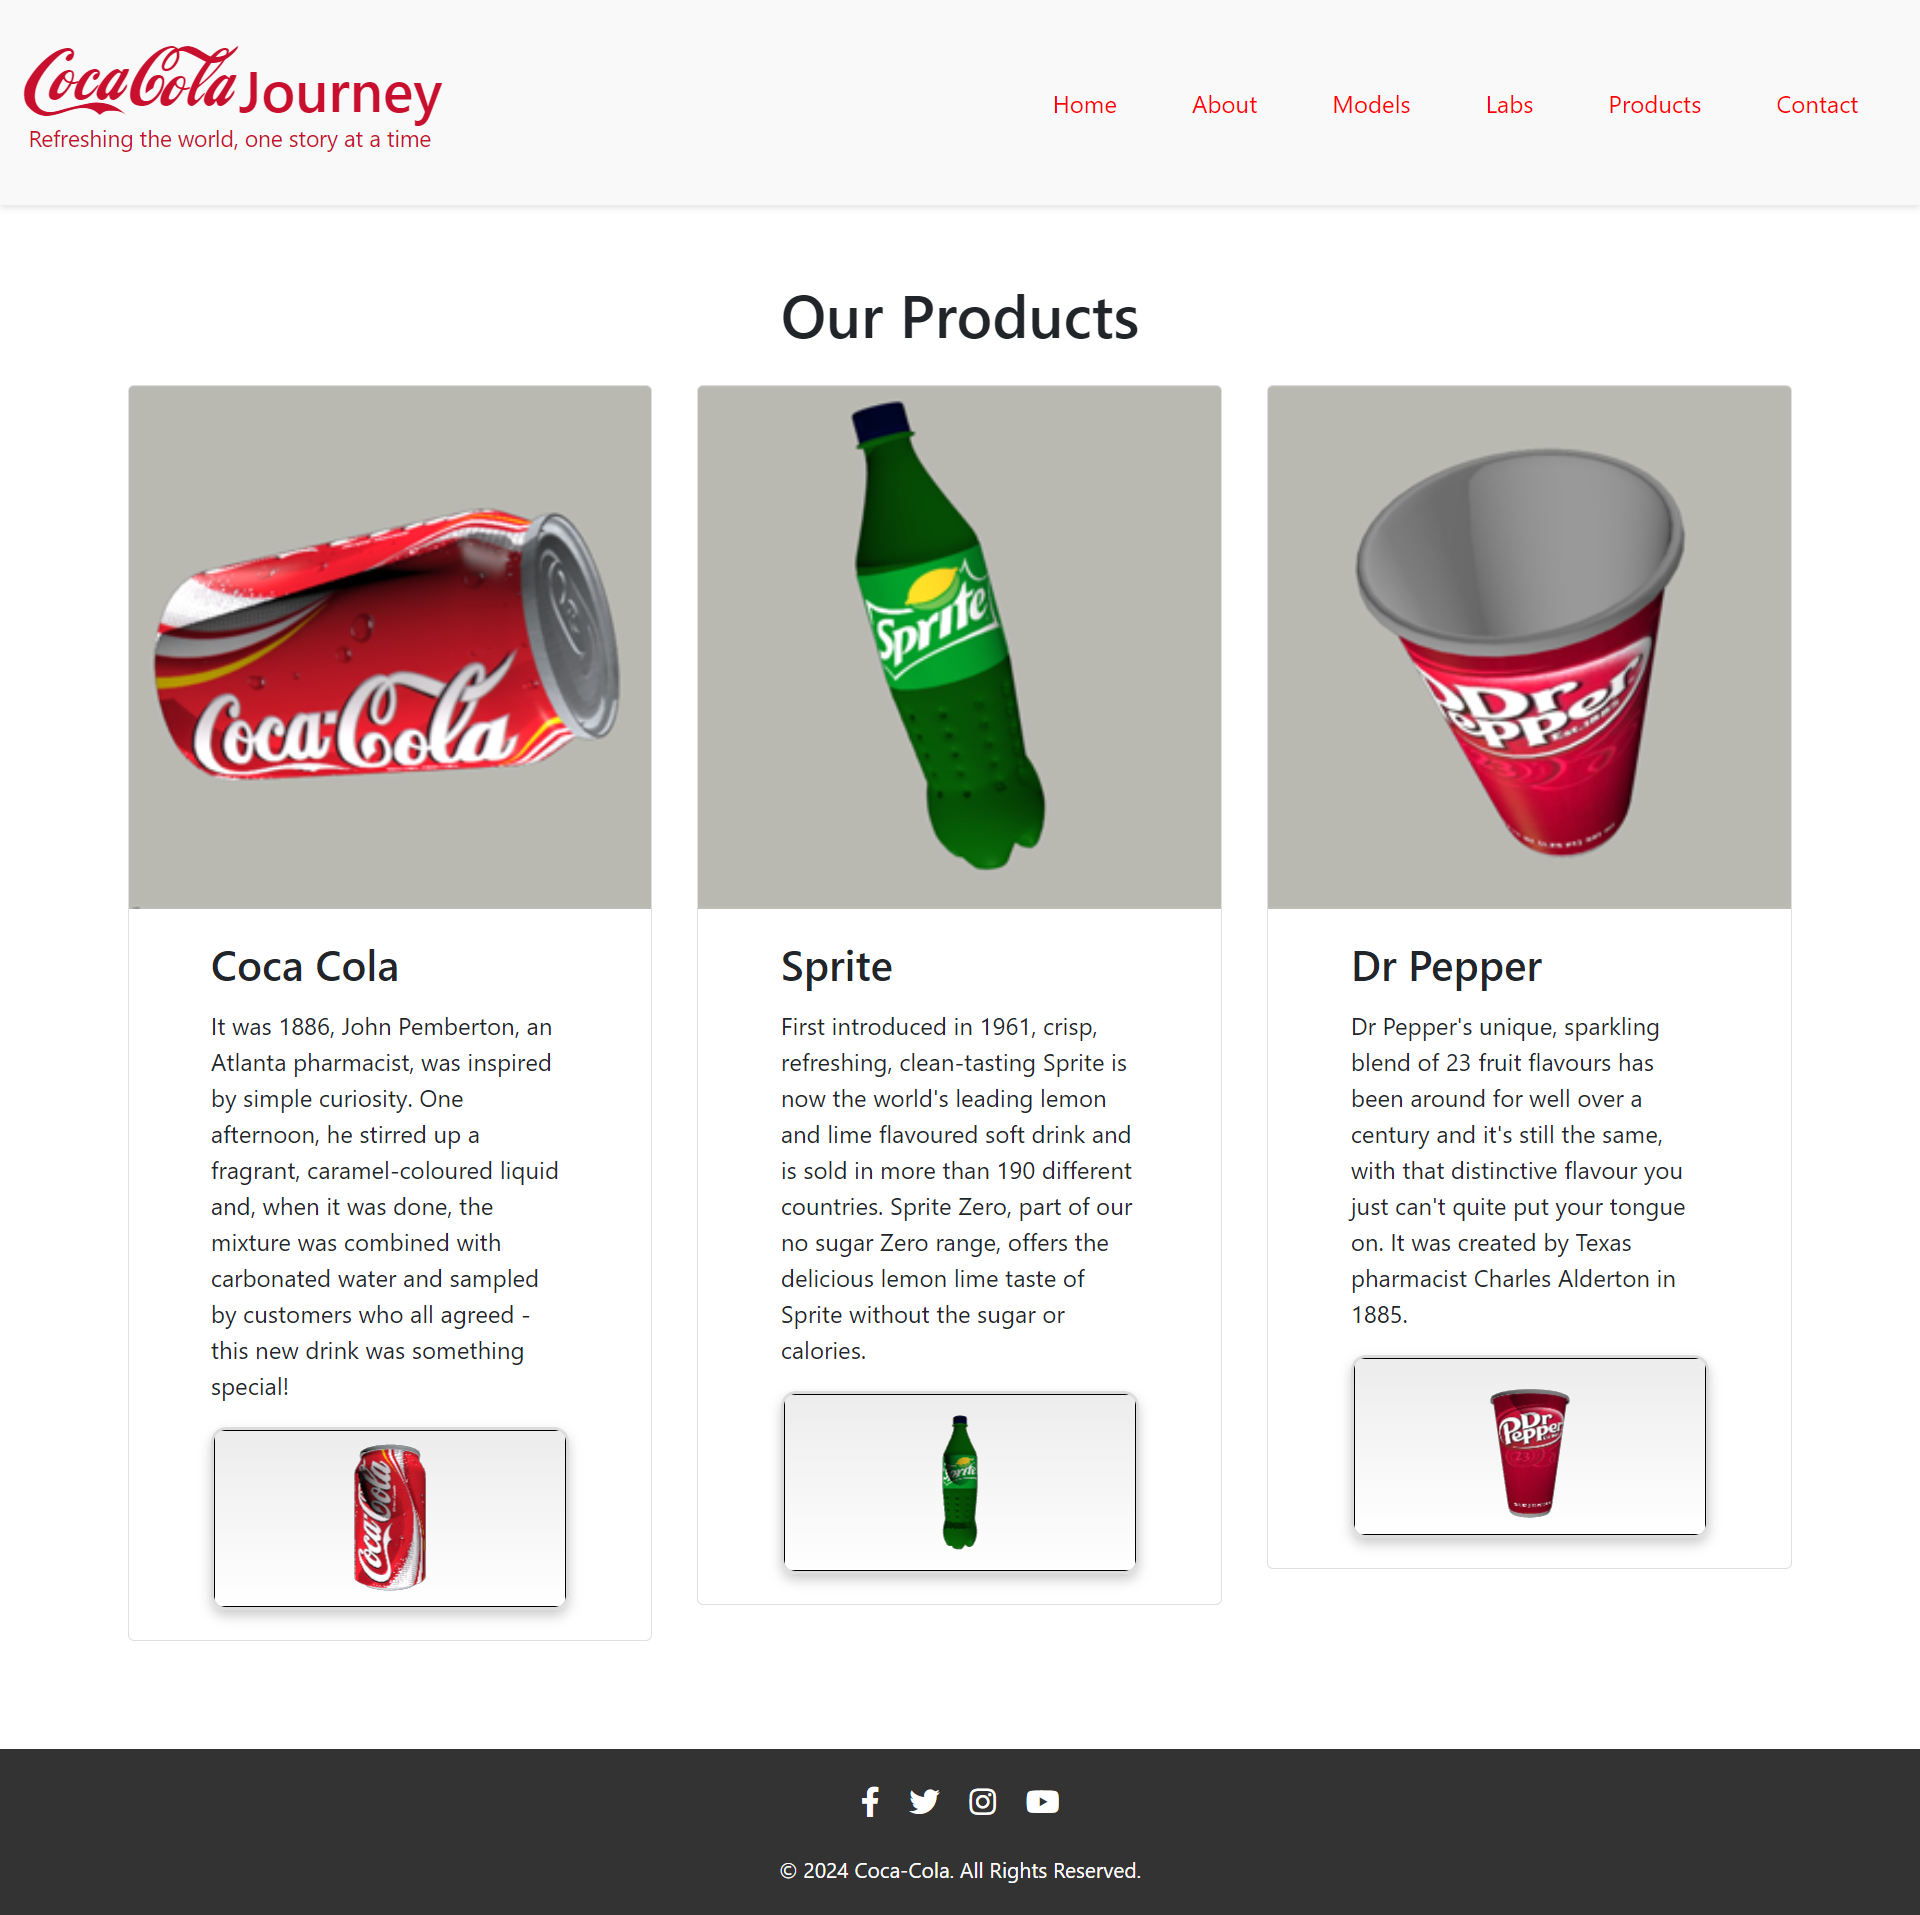 Coca Cola Journey
Refreshing the world, one story at a time
Home About Models Labs Products Contact
Our Products
Coca-Cola
Sprite
Dr Pepper
Coca Cola
It was 1886, John Pemberton, an
Atlanta pharmacist, was inspired
by simple curiosity. One
afternoon, he stirred up a
fragrant, caramel-coloured liquid
and, when it was done, the
mixture was combined with
carbonated water and sampled
by customers who all agreed -
this new drink was something
special!
Coca-Cola
Sprite
First introduced in 1961, crisp,
refreshing, clean-tasting Sprite is
now the world's leading lemon
and lime flavoured soft drink and
is sold in more than 190 different
countries. Sprite Zero, part of our
no sugar Zero range, offers the
delicious lemon lime taste of
Sprite without the sugar or
calories.
Sprite
Dr Pepper
Dr Pepper's unique, sparkling
blend of 23 fruit flavours has
been around for well over a
century and it's still the same,
with that distinctive flavour you
just can't quite put your tongue
on. It was created by Texas
pharmacist Charles Alderton in
1885.
Dr Pepper
23
© 2024 Coca-Cola. All Rights Reserved.